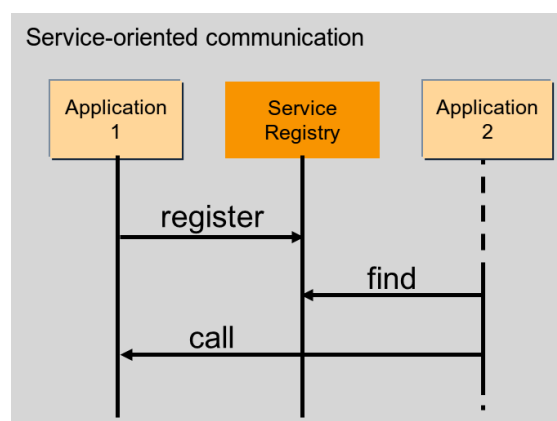 Service-oriented communication
Application
1
Service
Registry
Application
2
register
find
call